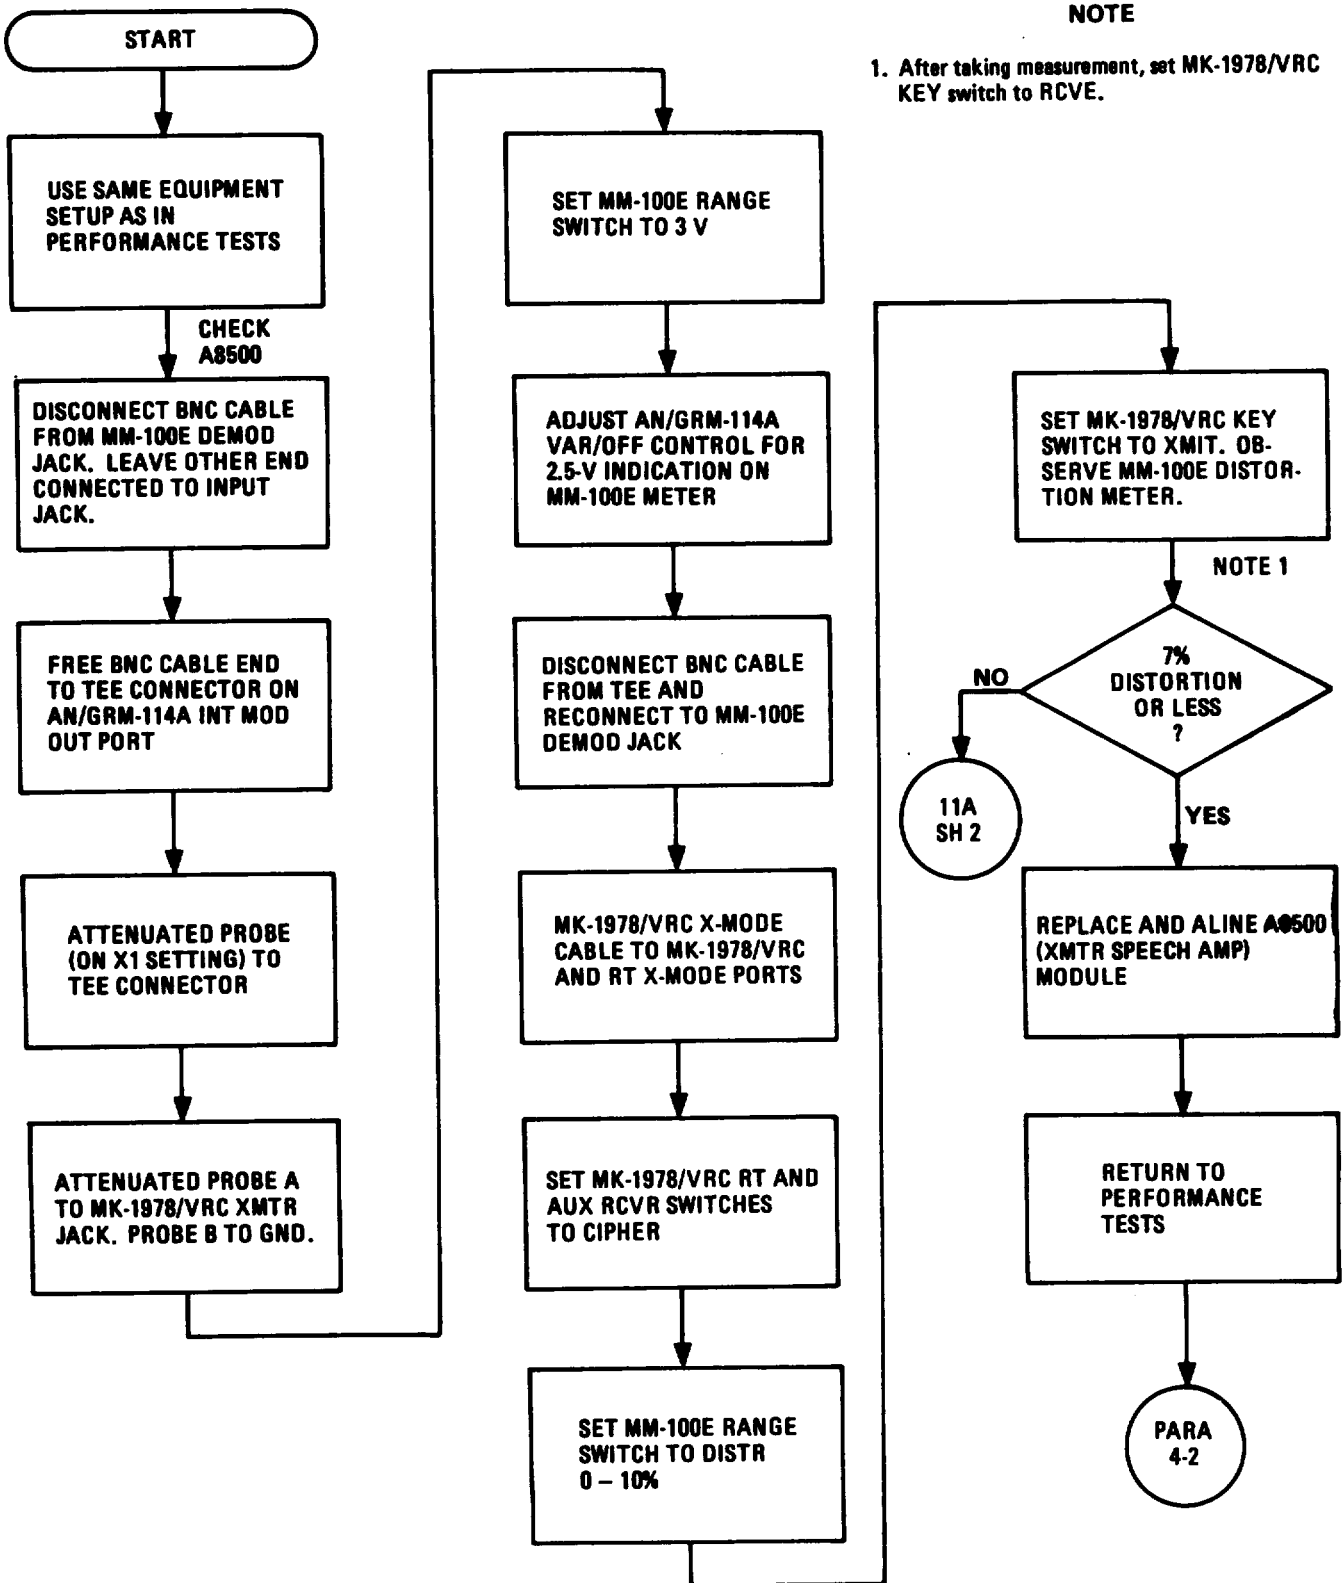 START
USE SAME EQUIPMENT
SETUP AS IN
PERFORMANCE TESTS
CHECK
A8500
DISCONNECT BNC CABLE
FROM MM-100E DEMOD
JACK. LEAVE OTHER END
CONNECTED TO INPUT
JACK.
FREE BNC CABLE END
TO TEE CONNECTOR ON
AN/GRM-114A INT MOD
OUT PORT
ATTENUATED PROBE
(ON X1 SETTING) TO
TEE CONNECTOR
ATTENUATED PROBE A
TO MK-1978/VRC XMTR
JACK. PROBE B TO GND.
SET MM-100E RANGE
SWITCH TO 3 V
ADJUST AN/GRM-114A
VAR/OFF CONTROL FOR
2.5-V INDICATION ON
MM-100E METER
DISCONNECT BNC CABLE
FROM TEE AND
RECONNECT TO MM-100E
DEMOD JACK
MK-1978/VRC X-MODE
CABLE TO MK-1978/VRC
AND RT X-MODE PORTS
SET MK-1978/VRC RT AND
AUX RCVR SWITCHES
TO CIPHER
SET MM-100E RANGE
SWITCH TO DISTR
0 – 10%
NOTE
1. After taking measurement, set MK-1978/VRC
KEY switch to RCVE.
SET MK-1978/VRC KEY
SWITCH TO XMIT. OB-
SERVE MM-100E DISTOR-
TION METER.
NOTE 1
7%
DISTORTION
OR LESS
?
NO
11A
SH 2
YES
REPLACE AND ALINE A8500
(XMTR SPEECH AMP)
MODULE
RETURN TO
PERFORMANCE
TESTS
PARA
4-2